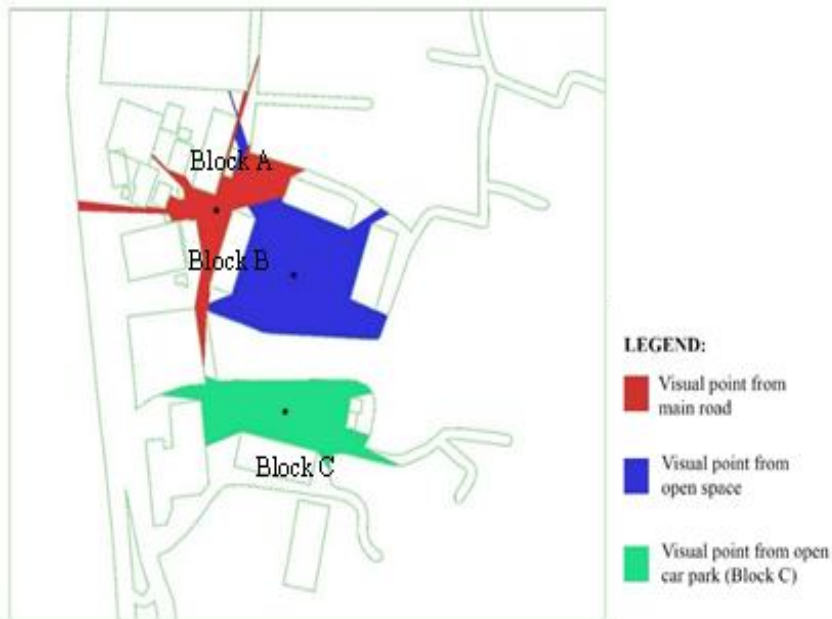 Block A
Block B
Block C
LEGEND:
Visual point from
main road
Visual point from
open space
Visual point from open
car park (Block C)